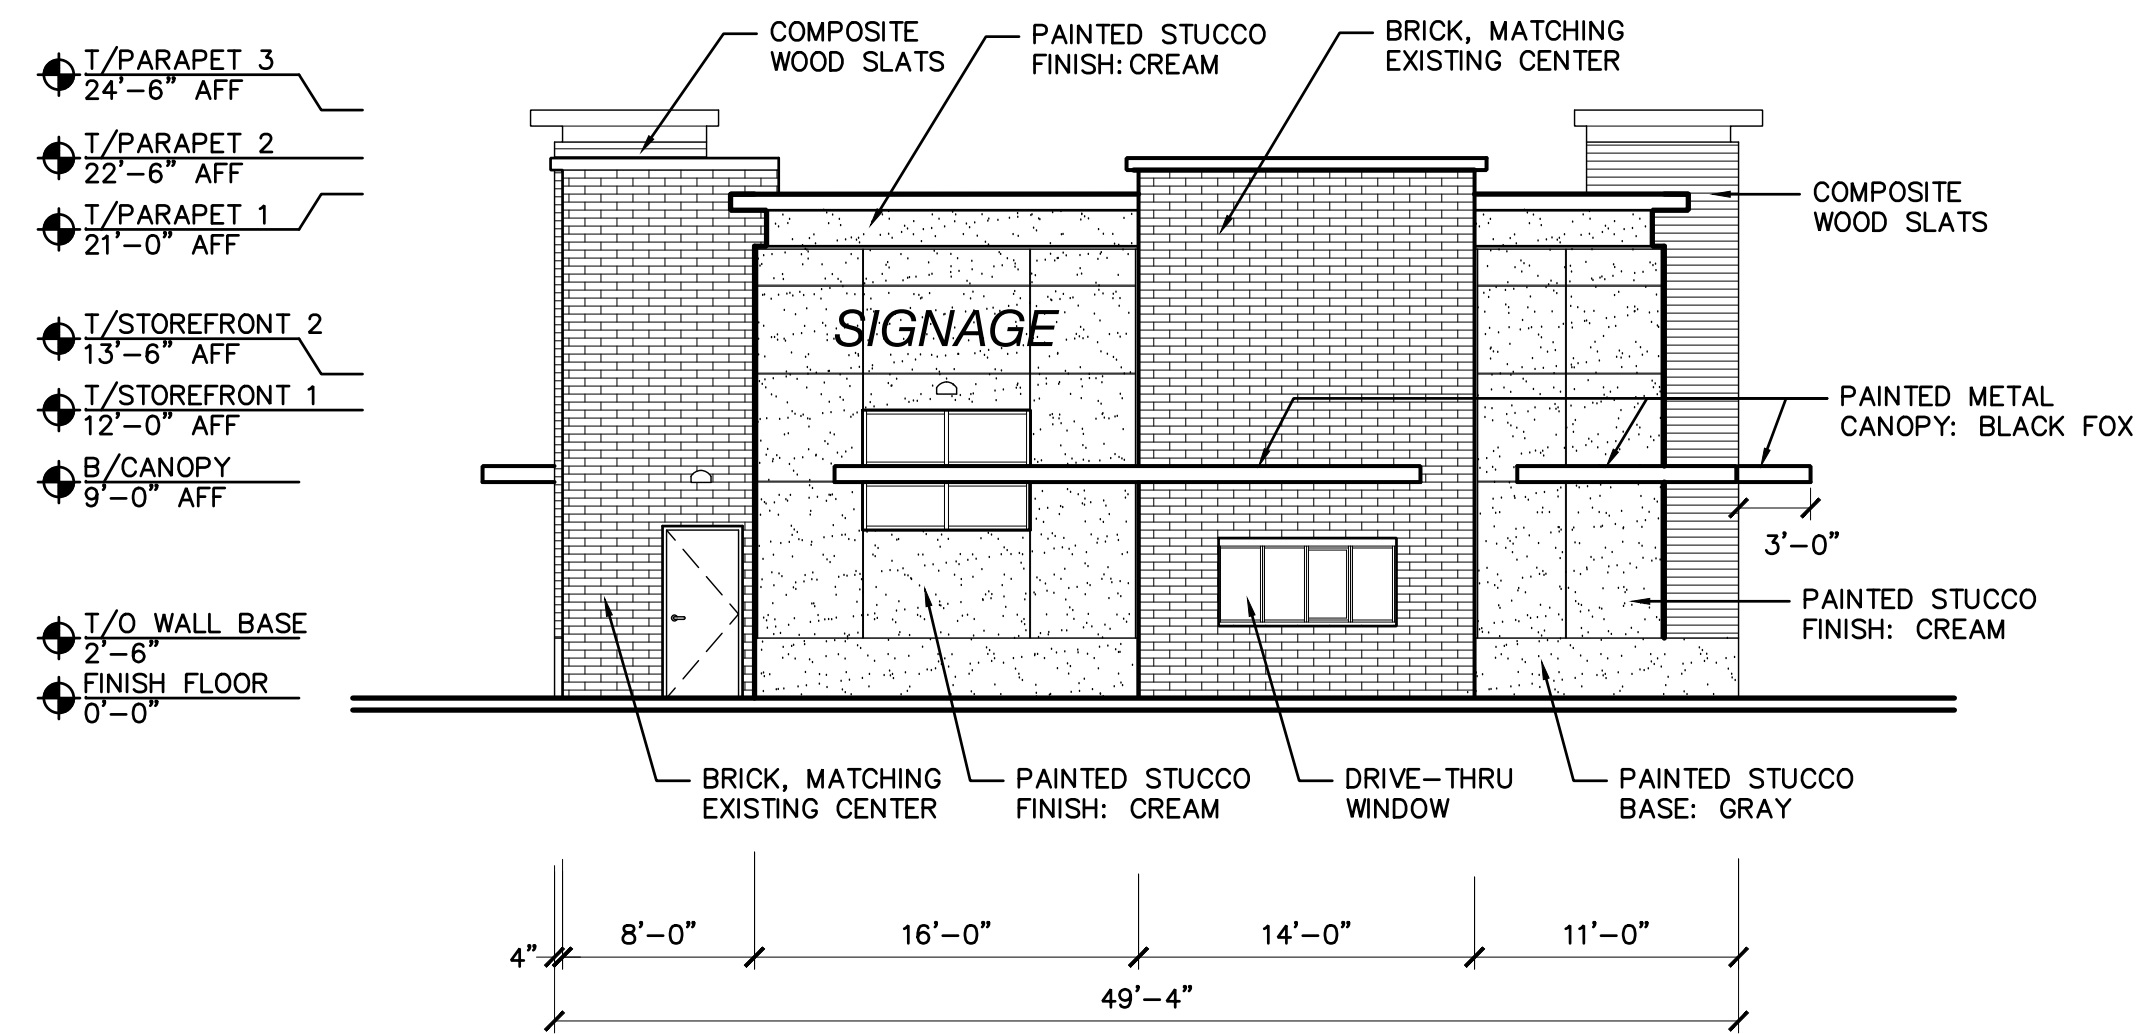 COMPOSITE
WOOD SLATS
PAINTED STUCCO
FINISH: CREAM
BRICK, MATCHING
EXISTING CENTER
T/PARAPET 3
24'-6" AFF
T/PARAPET 2
22'-6" AFF
T/PARAPET 1
21'-0" AFF
COMPOSITE
WOOD SLATS
T/STOREFRONT 2
13'-6" AFF
SIGNAGE
T/STOREFRONT 1
12'-0" AFF
PAINTED METAL
CANOPY: BLACK FOX
B/CANOPY
9'-0" AFF
3'-0"
PAINTED STUCCO
FINISH: CREAM
T/O WALL BASE
2'-6"
FINISH FLOOR
0'-0"
BRICK, MATCHING
EXISTING CENTER
PAINTED STUCCO
FINISH: CREAM
DRIVE-THRU
WINDOW
PAINTED STUCCO
BASE: GRAY
4"
8'-0"
16'-0"
14'-0"
11'-0"
49'-4"